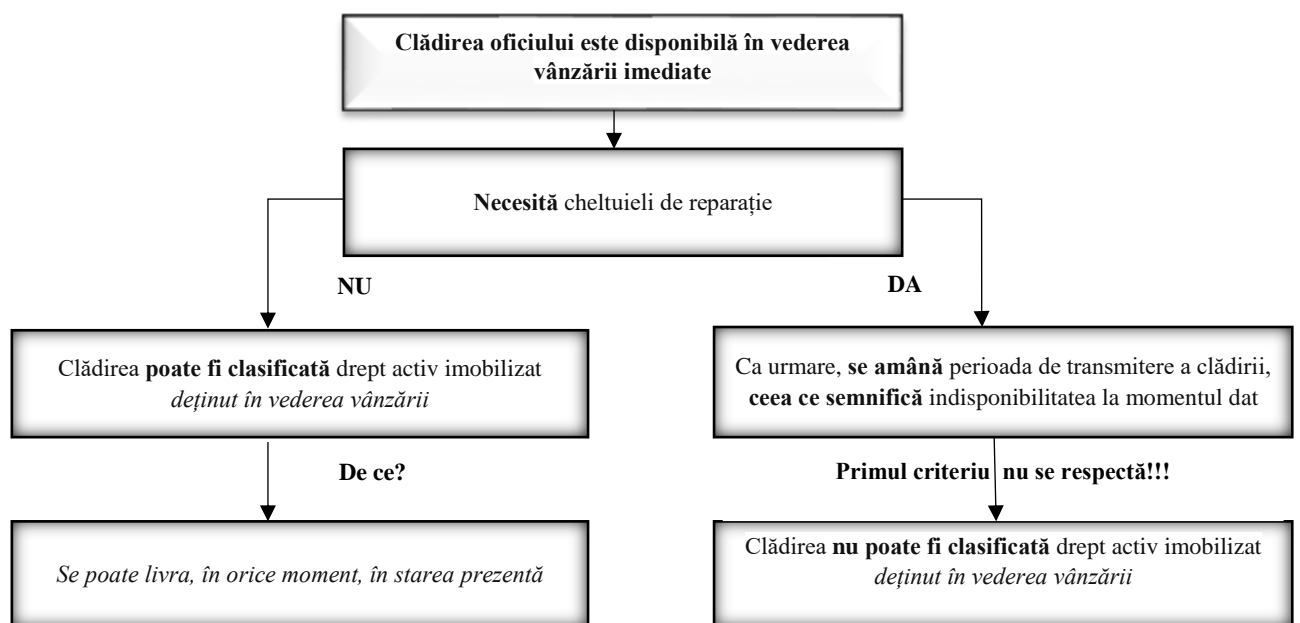 Clădirea oficiului este disponibilă în vederea
vânzării imediate
Necesită cheltuieli de reparație
NU
DA
Clădirea poate fi clasificată drept activ imobilizat
deținut în vederea vânzării
Ca urmare, se amână perioada de transmitere a clădirii,
ceea ce semnifică indisponibilitatea la momentul dat
De ce?
Primul criteriu nu se respectă!!!
Se poate livra, în orice moment, în starea prezentă
Clădirea nu poate fi clasificată drept activ imobilizat
deținut în vederea vânzării